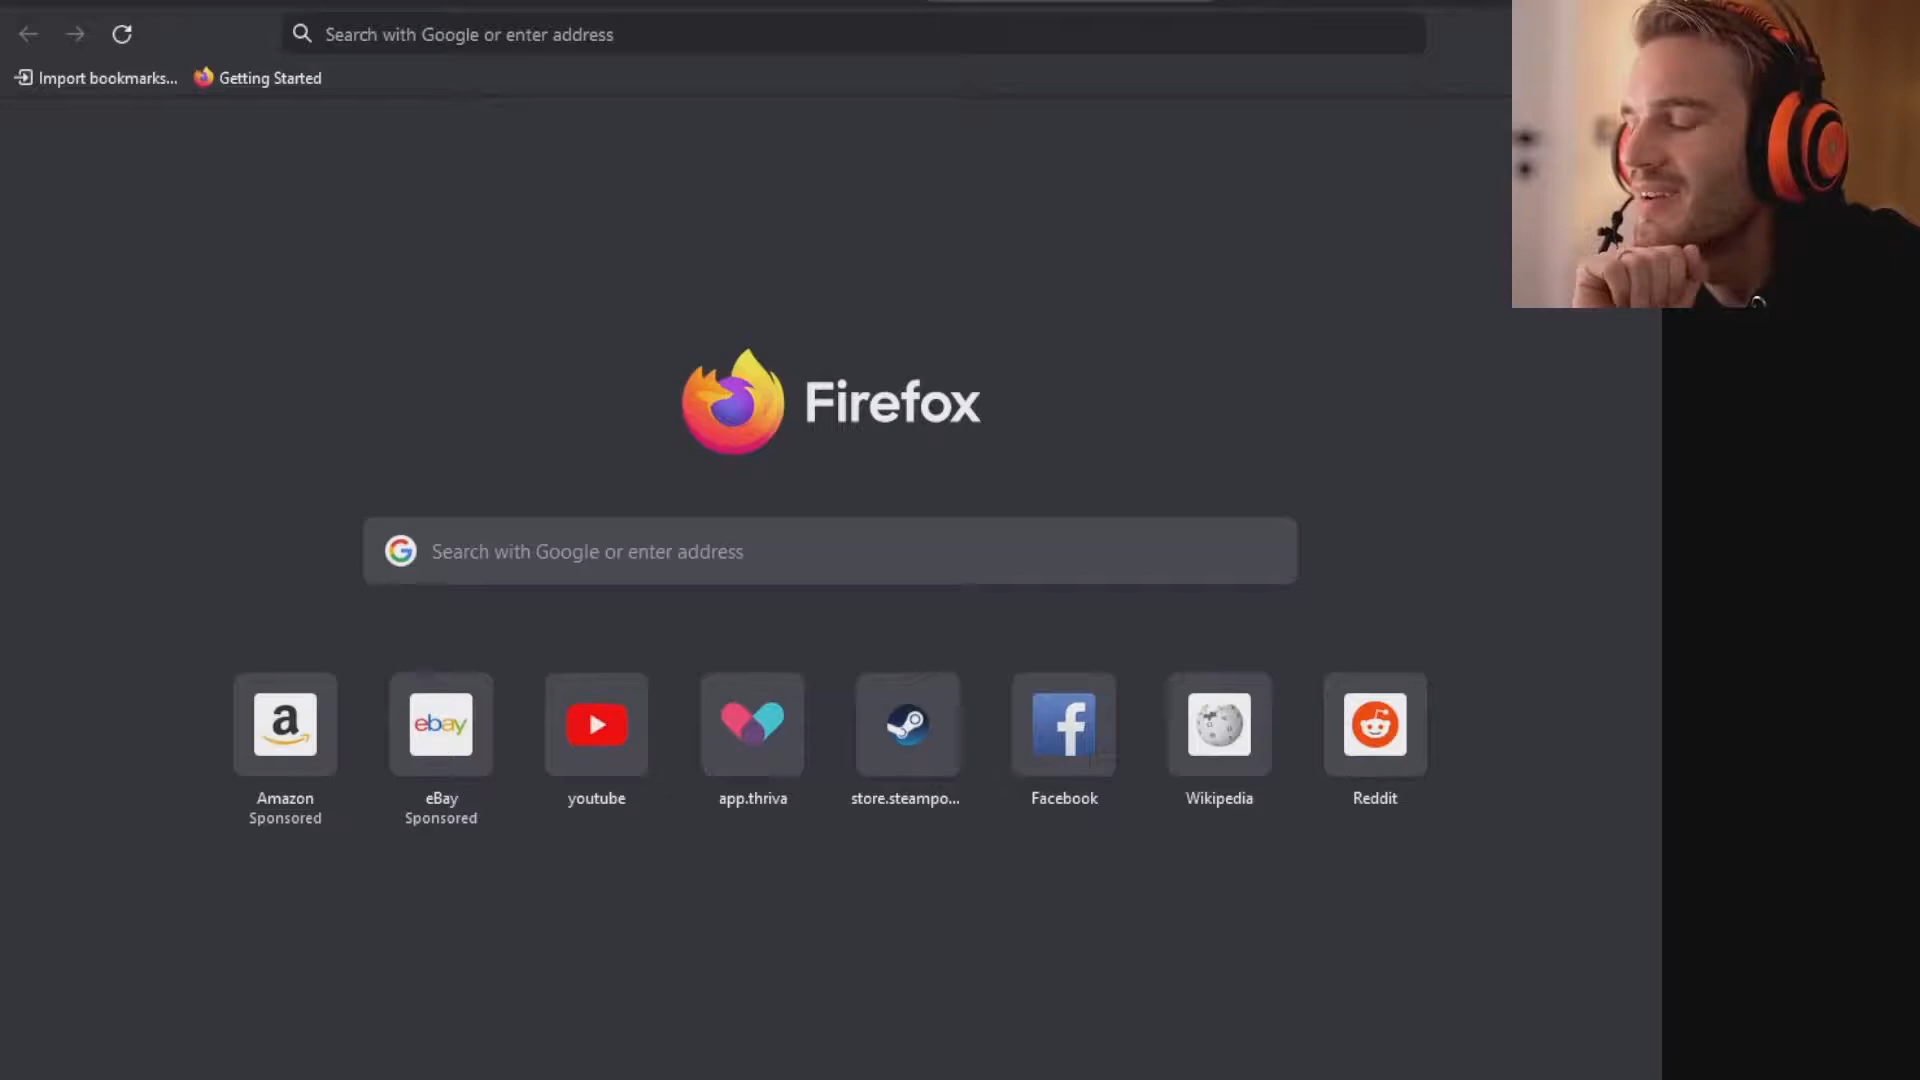 Search with Google or enter address
Import bookmarks... Getting Started
Firefox
Search with Google or enter address
a ebay f
Amazon eBay youtube app.thriva store.steampo... Facebook Wikipedia Reddit
Sponsored Sponsored